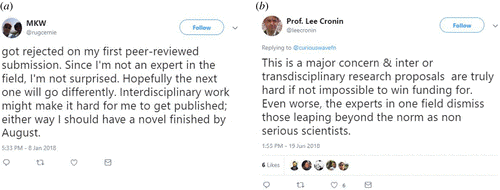 (a)
MKW
@rugcernie
Follow
got rejected on my first peer-reviewed
submission. Since I'm not an expert in the
field, I'm not surprised. Hopefully the next
one will go differently. Interdisciplinary work
might make it hard for me to get published;
either way I should have a novel finished by
August.
5:33 PM - 8 Jan 2018
(b)
Prof. Lee Cronin
@leecronin
Follow
Replying to @curiouswavefn
This is a major concern & inter or
transdisciplinary research proposals are truly
hard if not impossible to win funding for.
Even worse, the experts in one field dismiss
those leaping beyond the norm as non
serious scientists.
1:55 PM - 19 Jun 2018
6 Likes
6